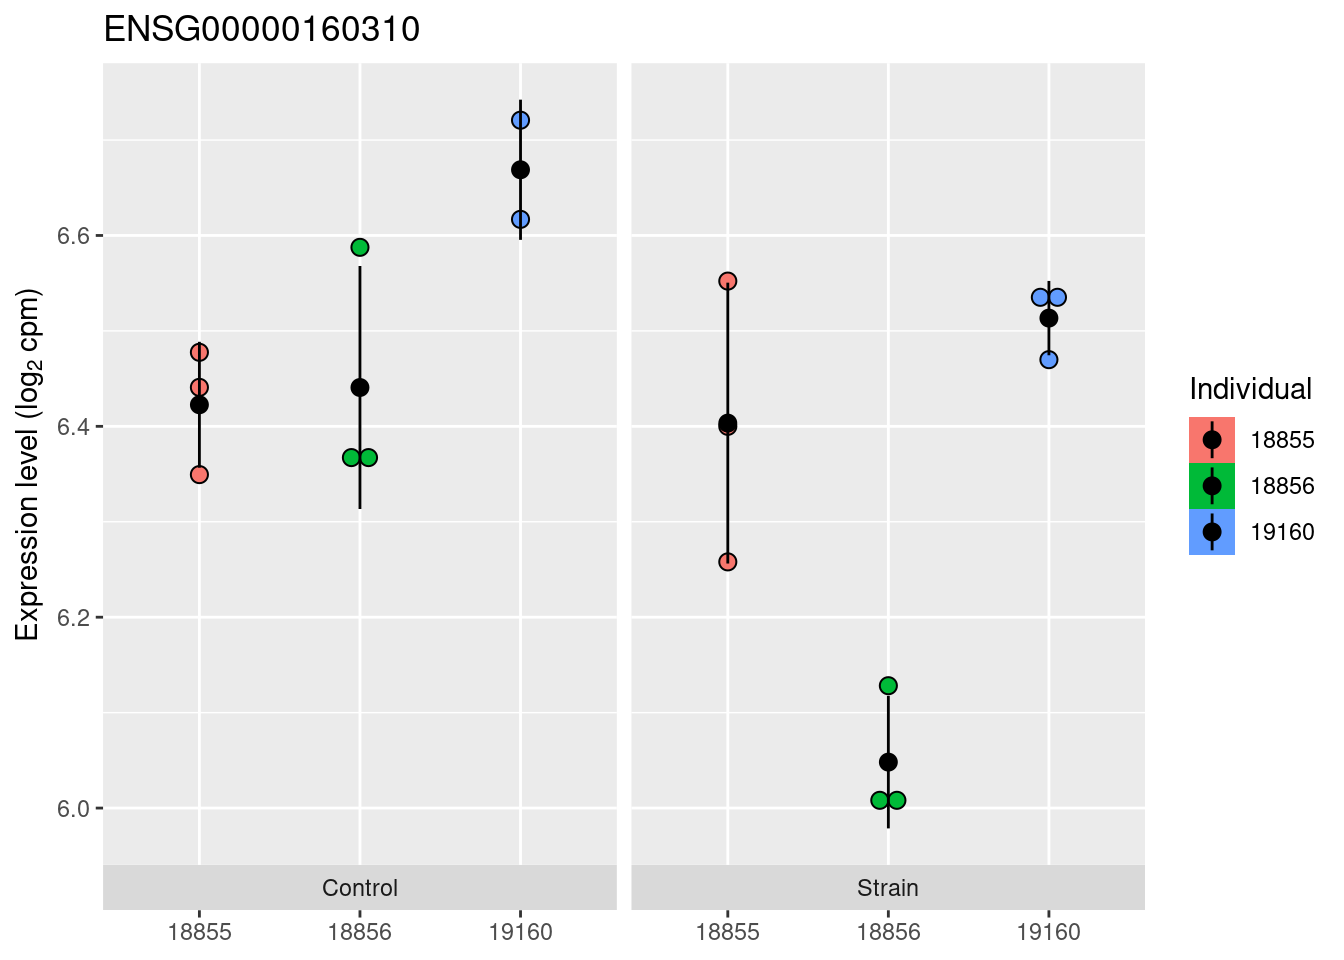 ENSG00000160310
Expression level (log₂ cpm)
6.6
6.4
6.2
6.0
Control
Strain
18855
18856
19160
18855
18856
19160
Individual
18855
18856
19160